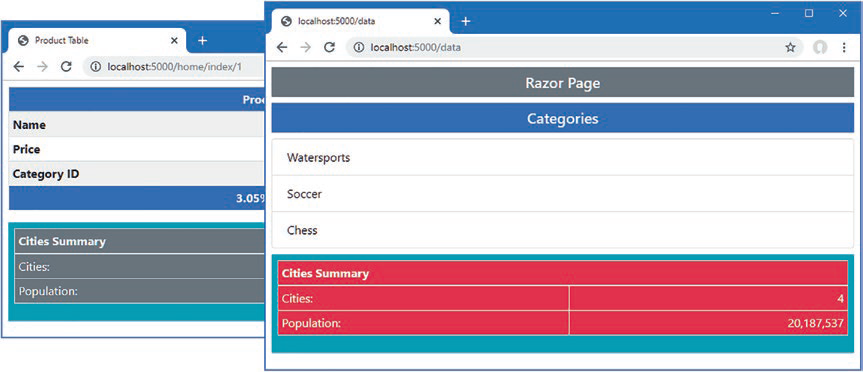 Product Table
localhost:5000/home/index/1
Name
Price
Category ID
3.05%
Cities Summary
Cities:
Population:
localhost:5000/data
localhost:5000/data
Razor Page
Categories
Watersports
Soccer
Chess
Cities Summary
Cities: 4
Population: 20,187,537